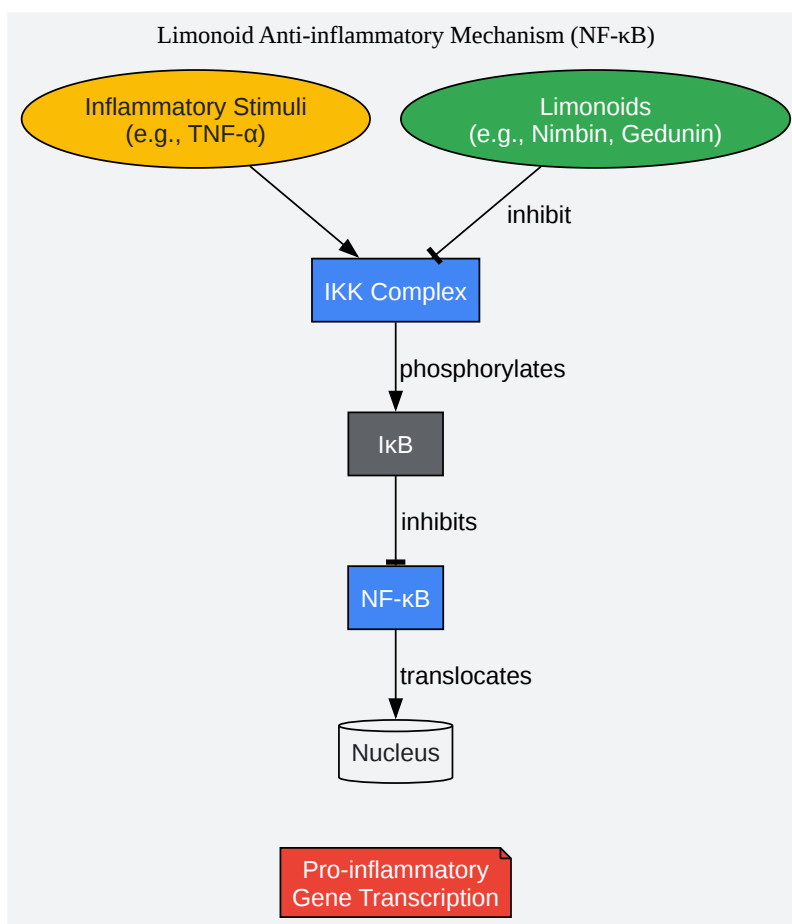 Limonoid Anti-inflammatory Mechanism (NF-κB)
Inflammatory Stimuli
(e.g., TNF-α)
Limonoids
(e.g., Nimbin, Gedunin)
inhibit
IKK Complex
phosphorylates
IκB
inhibits
NF-κB
translocates
Nucleus
Pro-inflammatory
Gene Transcription